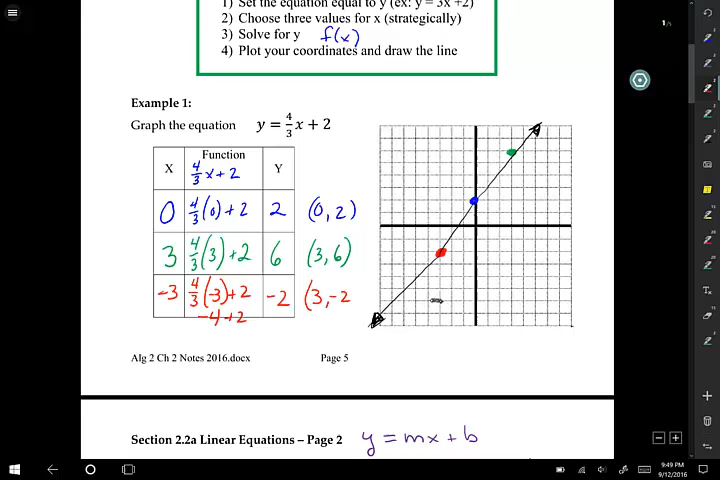 1) Set the equation equal to y (ex: y = 3x +2)
2) Choose three values for x (strategically)
3) Solve for y f(x)
4) Plot your coordinates and draw the line
1/5
Example 1:
Graph the equation y = 4/3 x + 2
X Function 4/3 x + 2 Y
0 4/3 (0) + 2 2 (0, 2)
3 4/3 (3) + 2 6 (3, 6)
-3 4/3 (-3) + 2 -2 (3, -2
-4 + 2
Alg 2 Ch 2 Notes 2016.docx Page 5
Section 2.2a Linear Equations – Page 2 y = mx + b
9:49 PM
9/12/2016